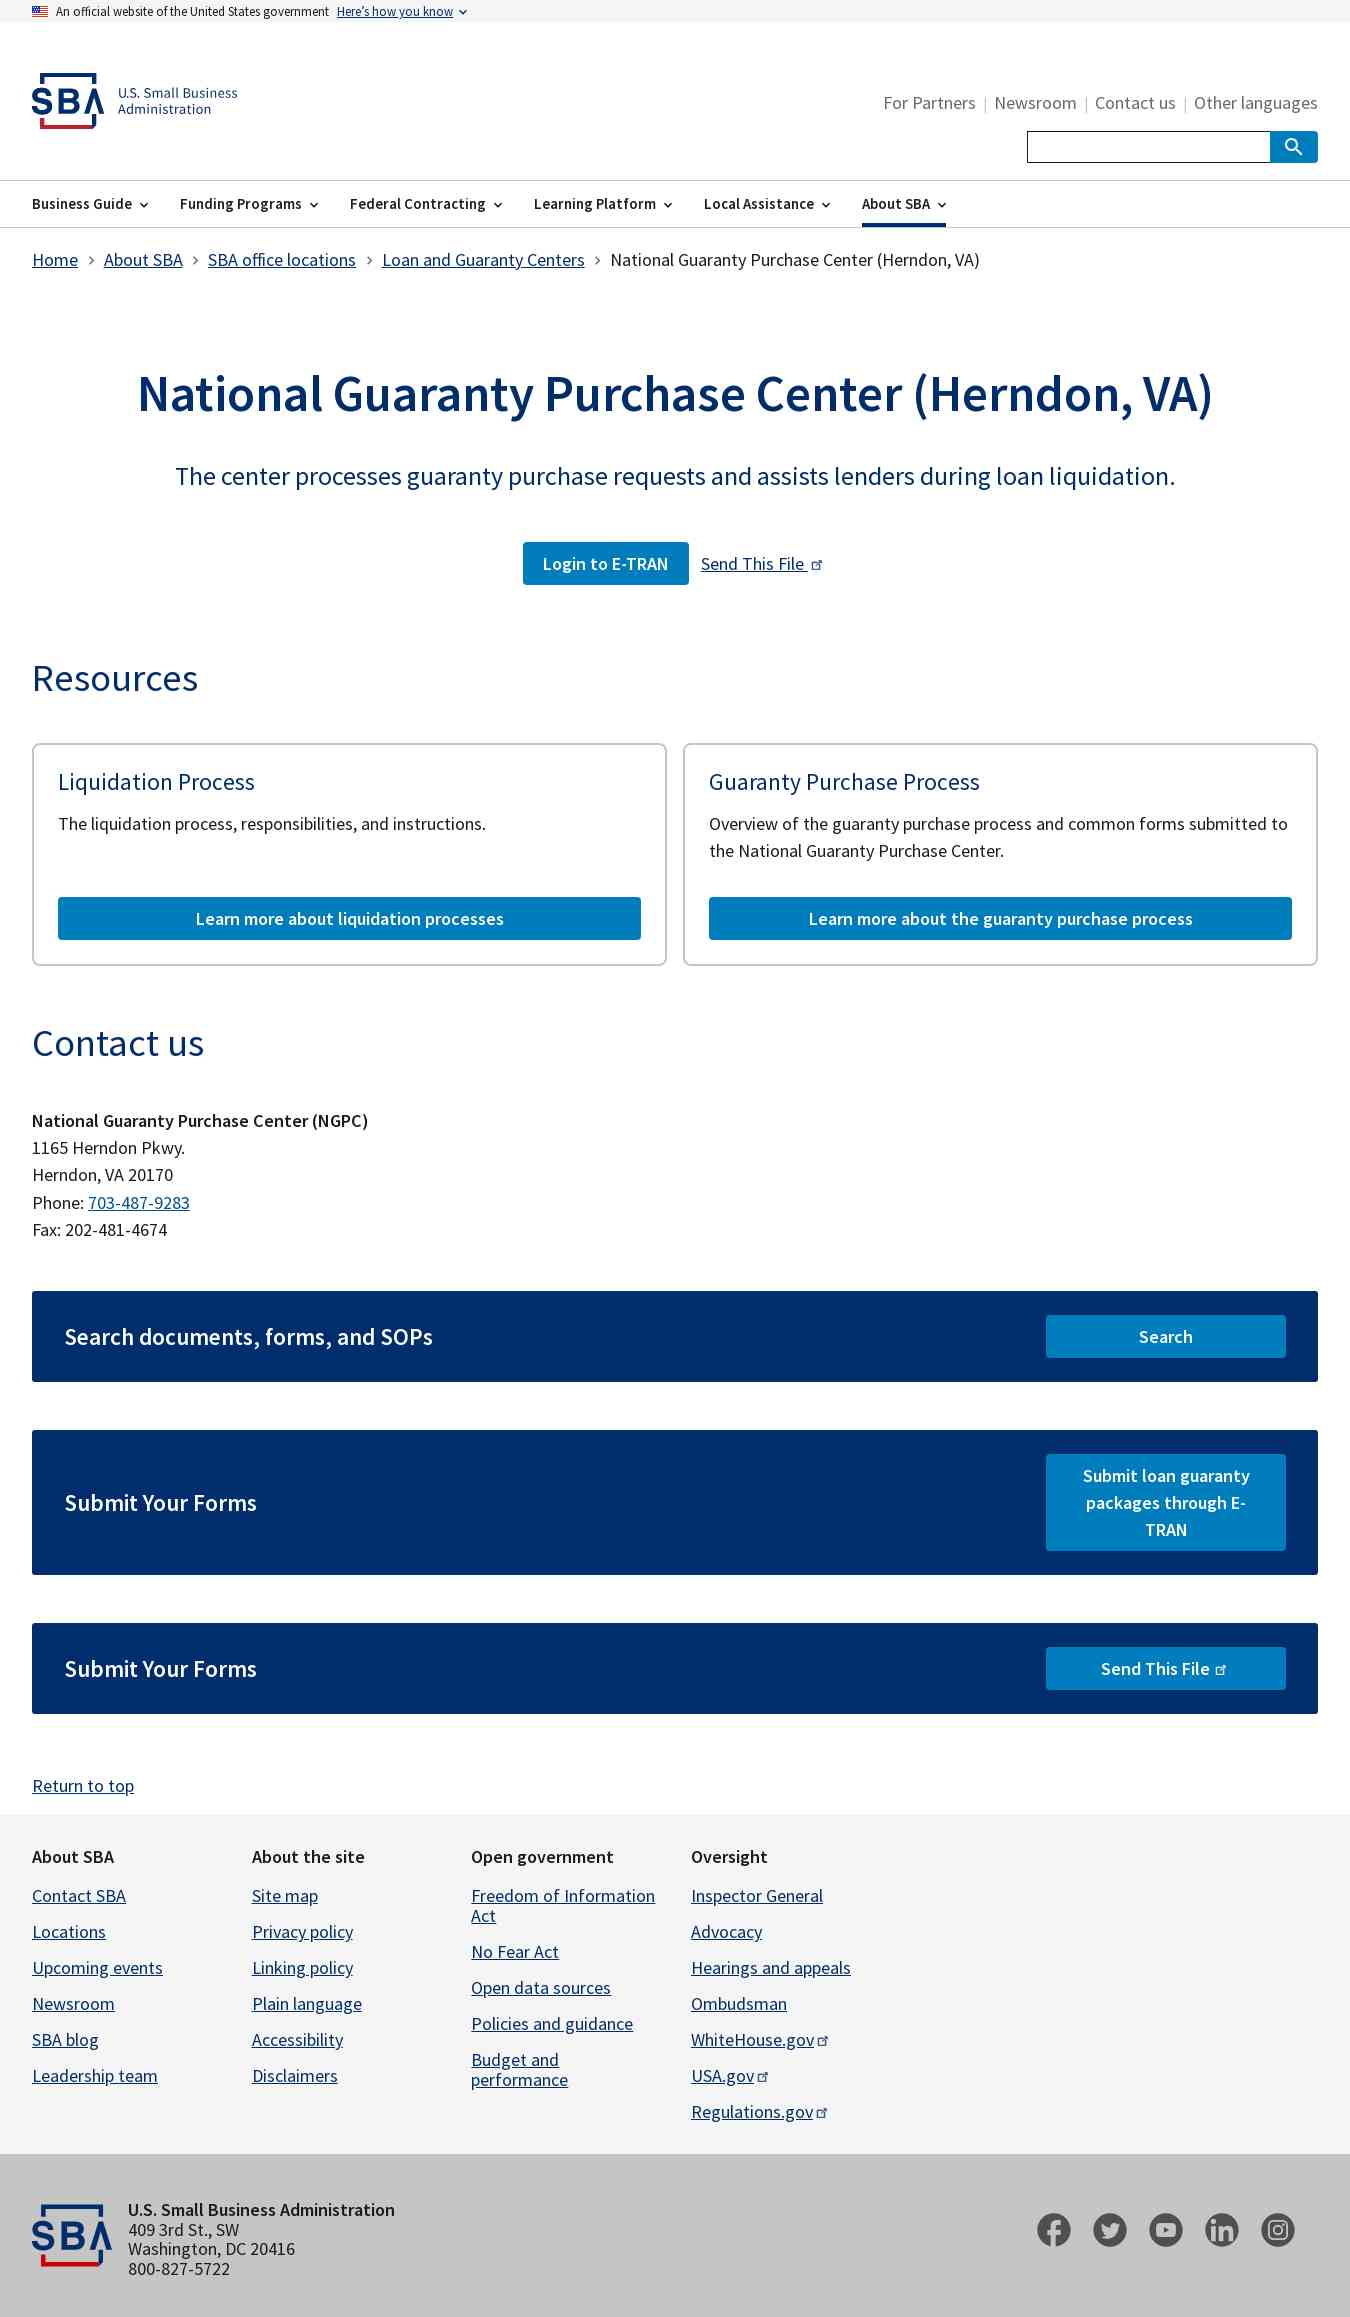 An official website of the United States government Here's how you know
SBA U.S. Small Business
Administration
For Partners | Newsroom | Contact us | Other languages
Business Guide Funding Programs Federal Contracting Learning Platform Local Assistance About SBA
Home > About SBA > SBA office locations > Loan and Guaranty Centers > National Guaranty Purchase Center (Herndon, VA)
National Guaranty Purchase Center (Herndon, VA)
The center processes guaranty purchase requests and assists lenders during loan liquidation.
Login to E-TRAN Send This File
Resources
Liquidation Process
The liquidation process, responsibilities, and instructions.
Learn more about liquidation processes
Guaranty Purchase Process
Overview of the guaranty purchase process and common forms submitted to
the National Guaranty Purchase Center.
Learn more about the guaranty purchase process
Contact us
National Guaranty Purchase Center (NGPC)
1165 Herndon Pkwy.
Herndon, VA 20170
Phone: 703-487-9283
Fax: 202-481-4674
Search documents, forms, and SOPs
Search
Submit Your Forms
Submit loan guaranty
packages through E-
TRAN
Submit Your Forms
Send This File
Return to top
About SBA
Contact SBA
Locations
Upcoming events
Newsroom
SBA blog
Leadership team
About the site
Site map
Privacy policy
Linking policy
Plain language
Accessibility
Disclaimers
Open government
Freedom of Information
Act
No Fear Act
Open data sources
Policies and guidance
Budget and
performance
Oversight
Inspector General
Advocacy
Hearings and appeals
Ombudsman
WhiteHouse.gov
USA.gov
Regulations.gov
SBA
U.S. Small Business Administration
409 3rd St., SW
Washington, DC 20416
800-827-5722